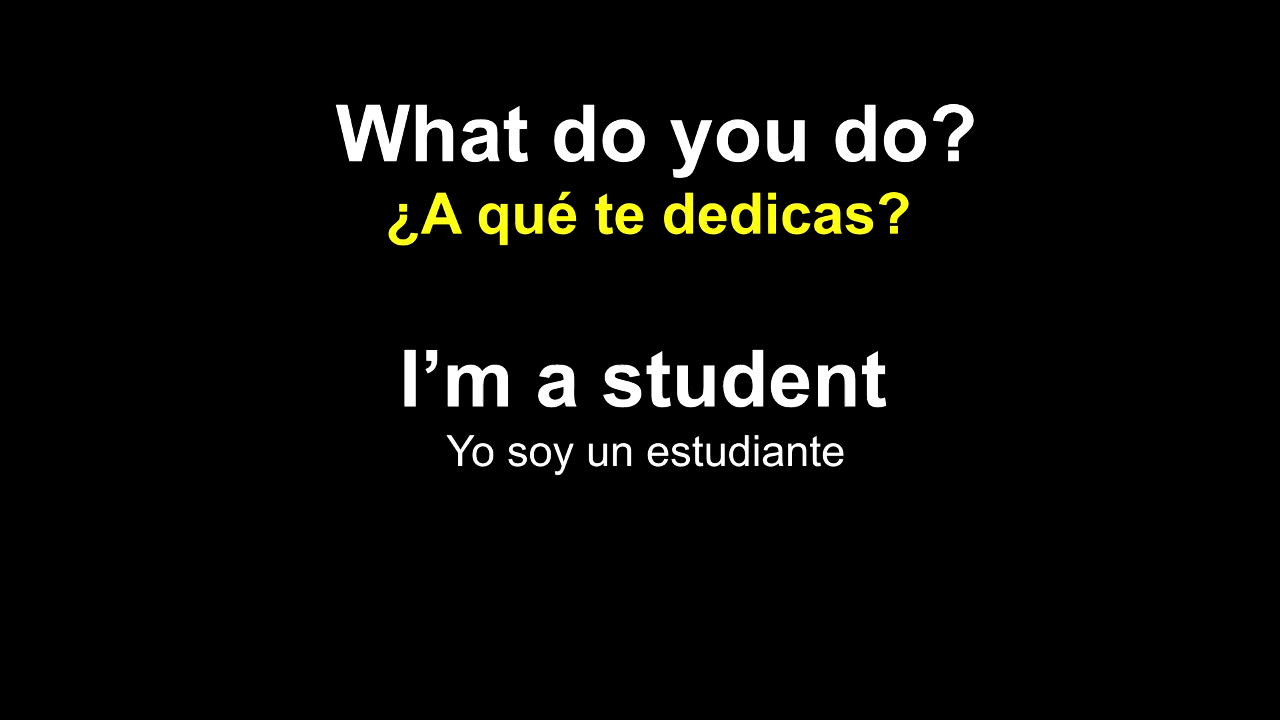 What do you do?
¿A qué te dedicas?
I’m a student
Yo soy un estudiante